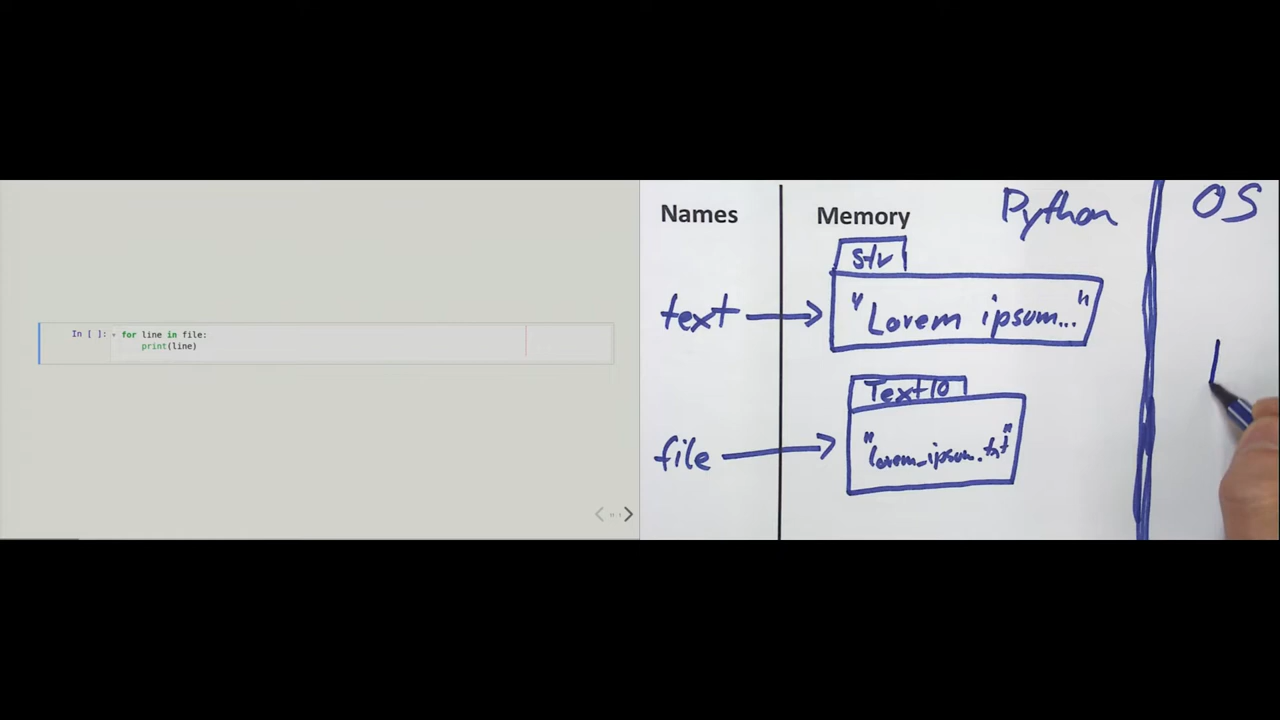 In [ ]: for line in file:
print(line)
Names
Memory
Python
OS
str
text
"Lorem ipsum..."
TextIO
file
"lorem_ipsum.txt"